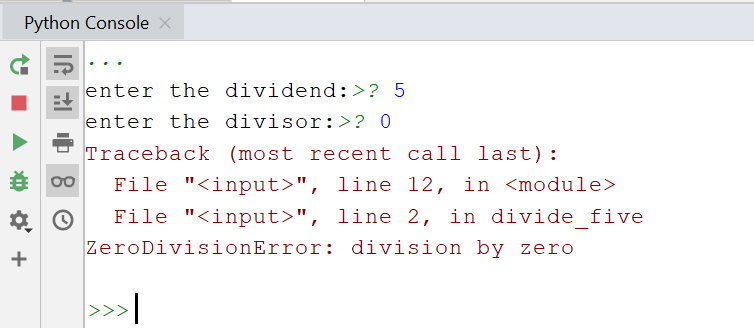 Python Console
...
enter the dividend:>? 5
enter the divisor:>? 0
Traceback (most recent call last):
  File "<input>", line 12, in <module>
  File "<input>", line 2, in divide_five
ZeroDivisionError: division by zero
>>>